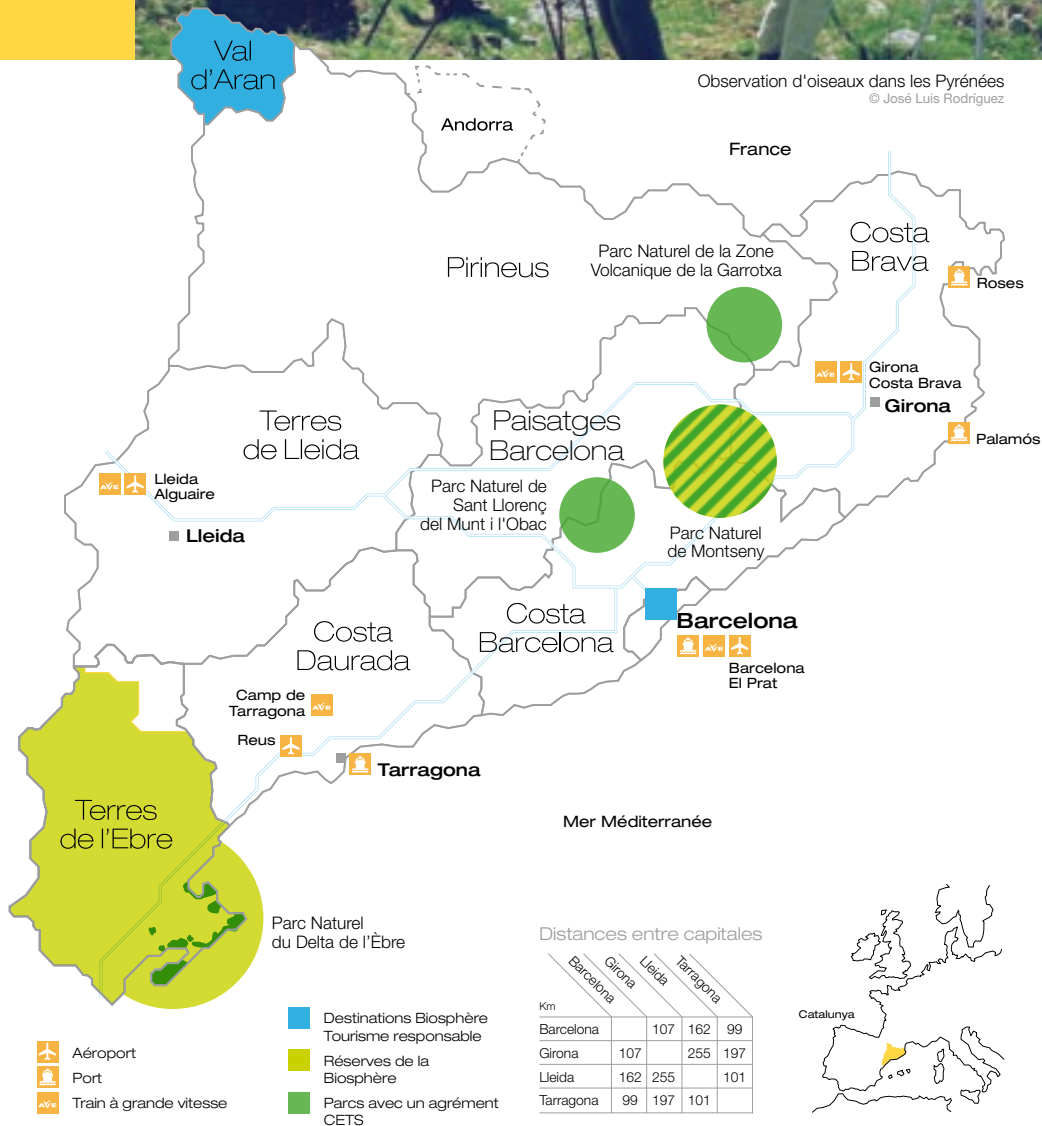 Val
d'Aran
Observation d'oiseaux dans les Pyrénées
© José Luis Rodríguez
Andorra
France
Costa
Brava
Parc Naturel de la Zone
Volcanique de la Garrotxa
Pirineus
Roses
AVE
Girona
Costa Brava
Girona
Terres
de Lleida
Paisatges
Barcelona
Palamós
AVE
Lleida
Alguaire
Parc Naturel de
Sant Llorenç
del Munt i l'Obac
Lleida
Parc Naturel
de Montseny
Costa
Barcelona
Barcelona
Costa
Daurada
AVE
Barcelona
El Prat
Camp de
Tarragona
AVE
Reus
Tarragona
Terres
de l'Ebre
Mer Méditerranée
Parc Naturel
du Delta de l'Èbre
Distances entre capitales
Km Barcelona Girona Lleida Tarragona
Barcelona 107 162 99
Girona 107 255 197
Lleida 162 255 101
Tarragona 99 197 101
Catalunya
Aéroport
Port
AVE Train à grande vitesse
Destinations Biosphère
Tourisme responsable
Réserves de la
Biosphère
Parcs avec un agrément
CETS